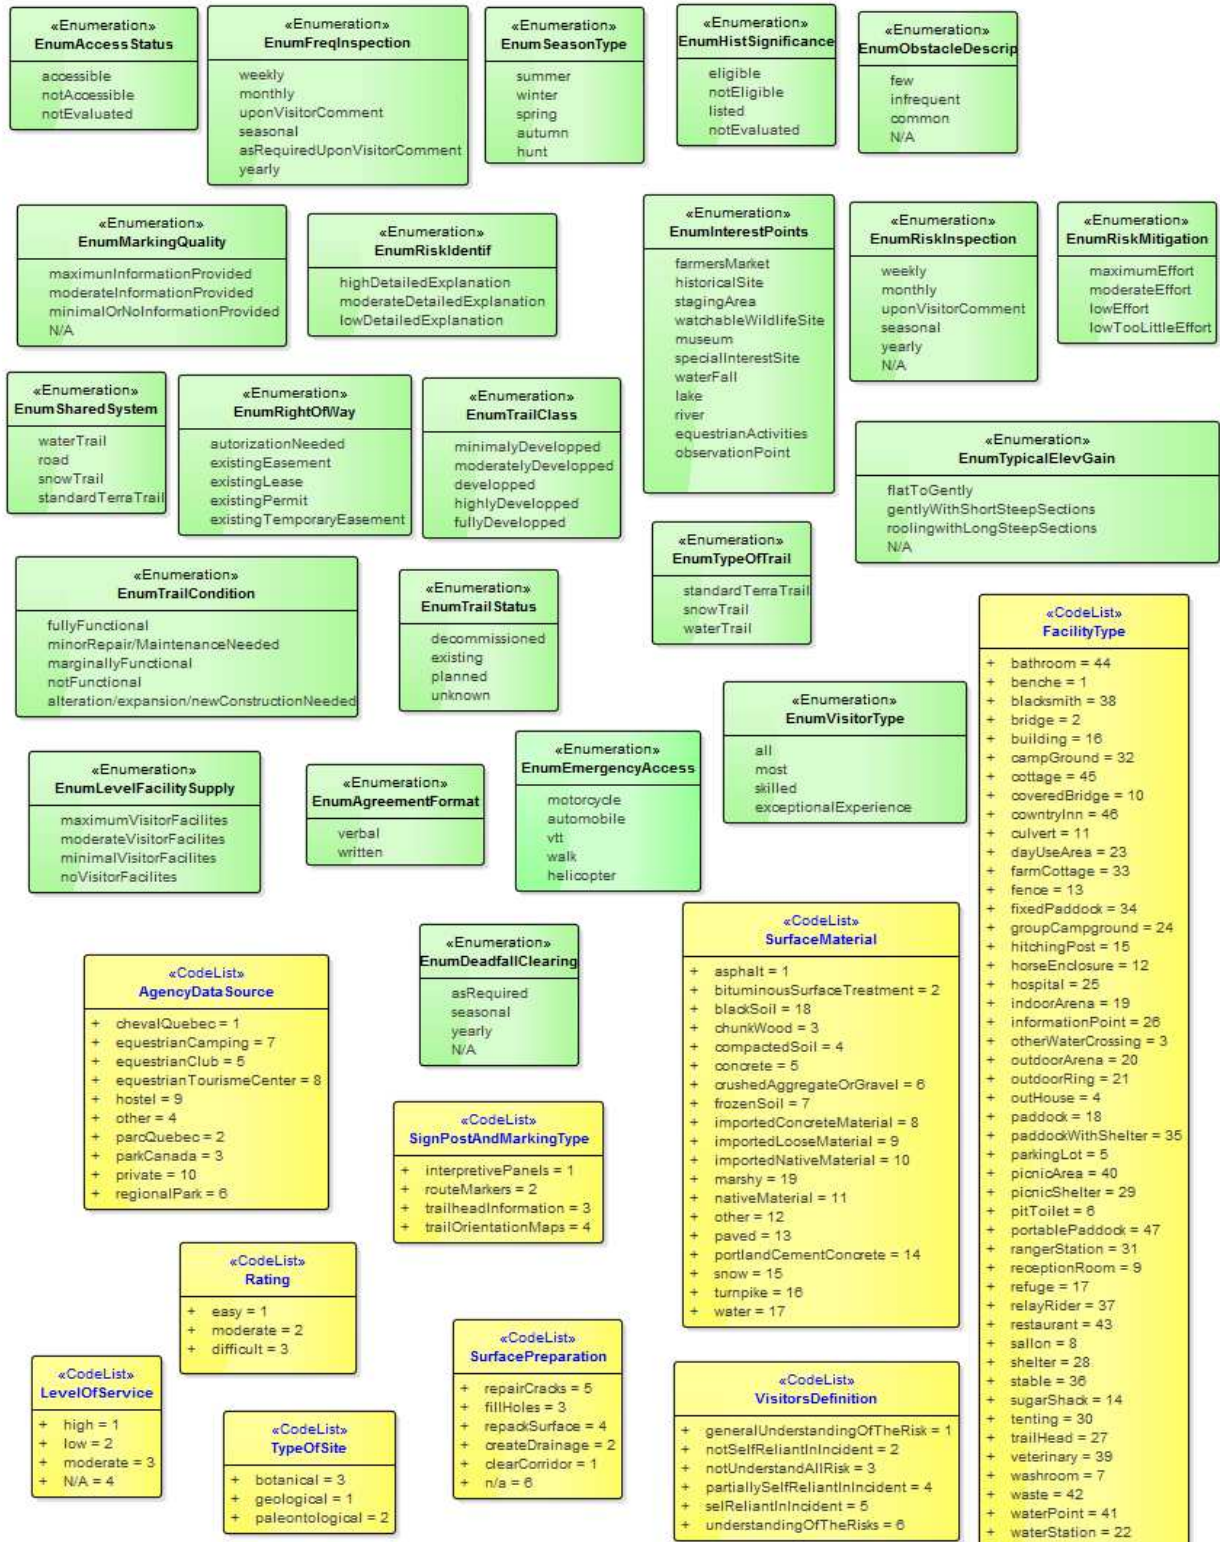 «Enumeration»
EnumAccessStatus
accessible
notAccessible
notEvaluated
«Enumeration»
EnumFreqInspection
weekly
monthly
uponVisitorComment
seasonal
asRequiredUponVisitorComment
yearly
«Enumeration»
EnumSeasonType
summer
winter
spring
autumn
hunt
«Enumeration»
EnumHistSignificance
eligible
notEligible
listed
notEvaluated
«Enumeration»
EnumObstacleDescrip
few
infrequent
common
N/A
«Enumeration»
EnumMarkingQuality
maximunInformationProvided
moderateInformationProvided
minimalOrNoInformationProvided
N/A
«Enumeration»
EnumRiskIdentif
highDetailedExplanation
moderateDetailedExplanation
lowDetailedExplanation
«Enumeration»
EnumInterestPoints
farmersMarket
historicalSite
stagingArea
watchableWildlifeSite
museum
specialInterestSite
waterFall
lake
river
equestrianActivities
observationPoint
«Enumeration»
EnumRiskInspection
weekly
monthly
uponVisitorComment
seasonal
yearly
N/A
«Enumeration»
EnumRiskMitigation
maximumEffort
moderateEffort
lowEffort
lowTooLittleEffort
«Enumeration»
EnumSharedSystem
waterTrail
road
snowTrail
standardTerraTrail
«Enumeration»
EnumRightOfWay
autorizationNeeded
existingEasement
existingLease
existingPermit
existingTemporaryEasement
«Enumeration»
EnumTrailClass
minimalyDevelopped
moderatelyDevelopped
developped
highlyDevelopped
fullyDevelopped
«Enumeration»
EnumTypicalElevGain
flatToGently
gentlyWithShortSteepSections
roolingwithLongSteepSections
N/A
«Enumeration»
EnumTypeOfTrail
standardTerraTrail
snowTrail
waterTrail
«Enumeration»
EnumTrailCondition
fullyFunctional
minorRepair/MaintenanceNeeded
marginallyFunctional
notFunctional
alteration/expansion/newConstructionNeeded
«Enumeration»
EnumTrailStatus
decommissioned
existing
planned
unknown
«CodeList»
FacilityType
+ bathroom = 44
+ benche = 1
+ blacksmith = 38
+ bridge = 2
+ building = 16
+ campGround = 32
+ cottage = 45
+ coveredBridge = 10
+ cowntryInn = 46
+ culvert = 11
+ dayUseArea = 23
+ farmCottage = 33
+ fence = 13
+ fixedPaddock = 34
+ groupCampground = 24
+ hitchingPost = 15
+ horseEnclosure = 12
+ hospital = 25
+ indoorArena = 19
+ informationPoint = 26
+ otherWaterCrossing = 3
+ outdoorArena = 20
+ outdoorRing = 21
+ outHouse = 4
+ paddock = 18
+ paddockWithShelter = 35
+ parkingLot = 5
+ picnicArea = 40
+ picnicShelter = 29
+ pitToilet = 6
+ portablePaddock = 47
+ rangerStation = 31
+ receptionRoom = 9
+ refuge = 17
+ relayRider = 37
+ restaurant = 43
+ sallon = 8
+ shelter = 28
+ stable = 36
+ sugarShack = 14
+ tenting = 30
+ trailHead = 27
+ veterinary = 39
+ washroom = 7
+ waste = 42
+ waterPoint = 41
+ waterStation = 22
«Enumeration»
EnumVisitorType
all
most
skilled
exceptionalExperience
«Enumeration»
EnumLevelFacilitySupply
maximumVisitorFacilites
moderateVisitorFacilites
minimalVisitorFacilites
noVisitorFacilites
«Enumeration»
EnumAgreementFormat
verbal
written
«Enumeration»
EnumEmergencyAccess
motorcycle
automobile
vtt
walk
helicopter
«CodeList»
SurfaceMaterial
+ asphalt = 1
+ bituminousSurfaceTreatment = 2
+ blackSoil = 18
+ chunkWood = 3
+ compactedSoil = 4
+ concrete = 5
+ crushedAggregateOrGravel = 6
+ frozenSoil = 7
+ importedConcreteMaterial = 8
+ importedLooseMaterial = 9
+ importedNativeMaterial = 10
+ marshy = 19
+ nativeMaterial = 11
+ other = 12
+ paved = 13
+ portlandCementConcrete = 14
+ snow = 15
+ turnpike = 16
+ water = 17
«Enumeration»
EnumDeadfallClearing
asRequired
seasonal
yearly
N/A
«CodeList»
AgencyDataSource
+ chevalQuebec = 1
+ equestrianCamping = 7
+ equestrianClub = 5
+ equestrianTourismeCenter = 8
+ hostel = 9
+ other = 4
+ parcQuebec = 2
+ parkCanada = 3
+ private = 10
+ regionalPark = 6
«CodeList»
SignPostAndMarkingType
+ interpretivePanels = 1
+ routeMarkers = 2
+ trailheadInformation = 3
+ trailOrientationMaps = 4
«CodeList»
Rating
+ easy = 1
+ moderate = 2
+ difficult = 3
«CodeList»
SurfacePreparation
+ repairCracks = 5
+ fillHoles = 3
+ repackSurface = 4
+ createDrainage = 2
+ clearCorridor = 1
+ n/a = 6
«CodeList»
LevelOfService
+ high = 1
+ low = 2
+ moderate = 3
+ N/A = 4
«CodeList»
TypeOfSite
+ botanical = 3
+ geological = 1
+ paleontological = 2
«CodeList»
VisitorsDefinition
+ generalUnderstandingOfTheRisk = 1
+ notSelfReliantInIncident = 2
+ notUnderstandAllRisk = 3
+ partiallySelfReliantInIncident = 4
+ selReliantInIncident = 5
+ understandingOfTheRisks = 6